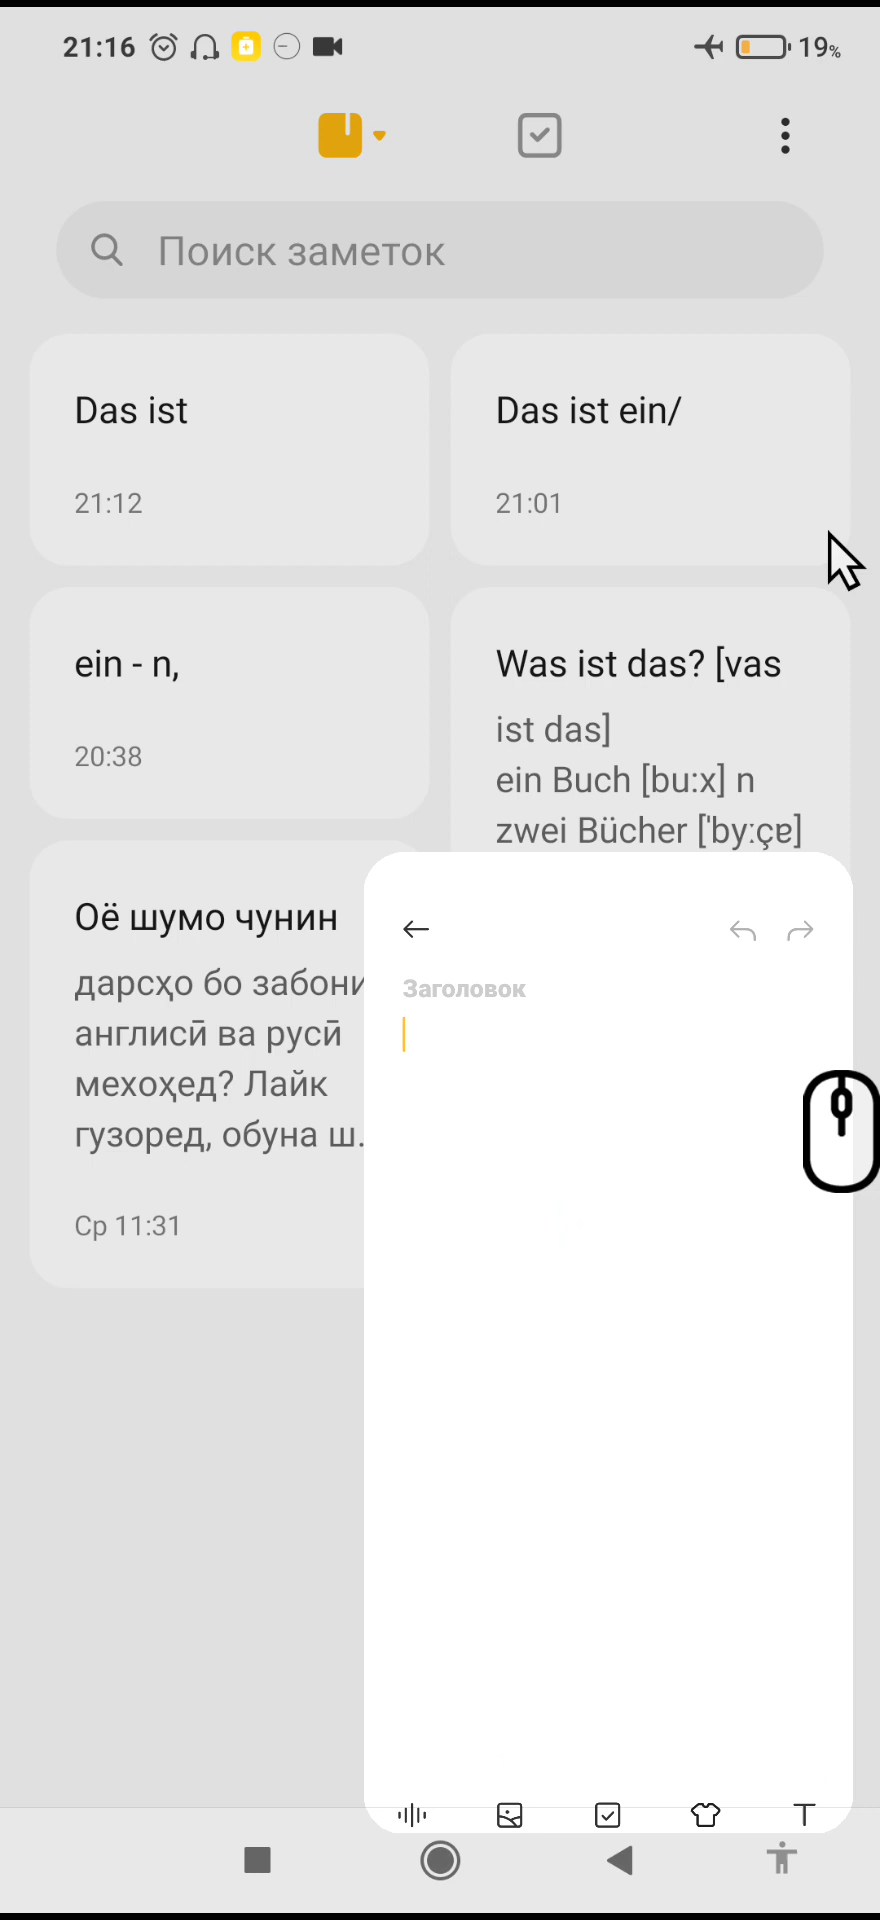 21:16
19%
Поиск заметок
Das ist
21:12
Das ist ein/
21:01
ein - n,
20:38
Was ist das? [vas
ist das]
ein Buch [bu:x] n
zwei Bücher [ˈbyːçɐ]
Оё шумо чунин
дарсҳо бо забони
англисӣ ва русӣ
мехоҳед? Лайк
гузоред, обуна ш.
Ср 11:31
Заголовок